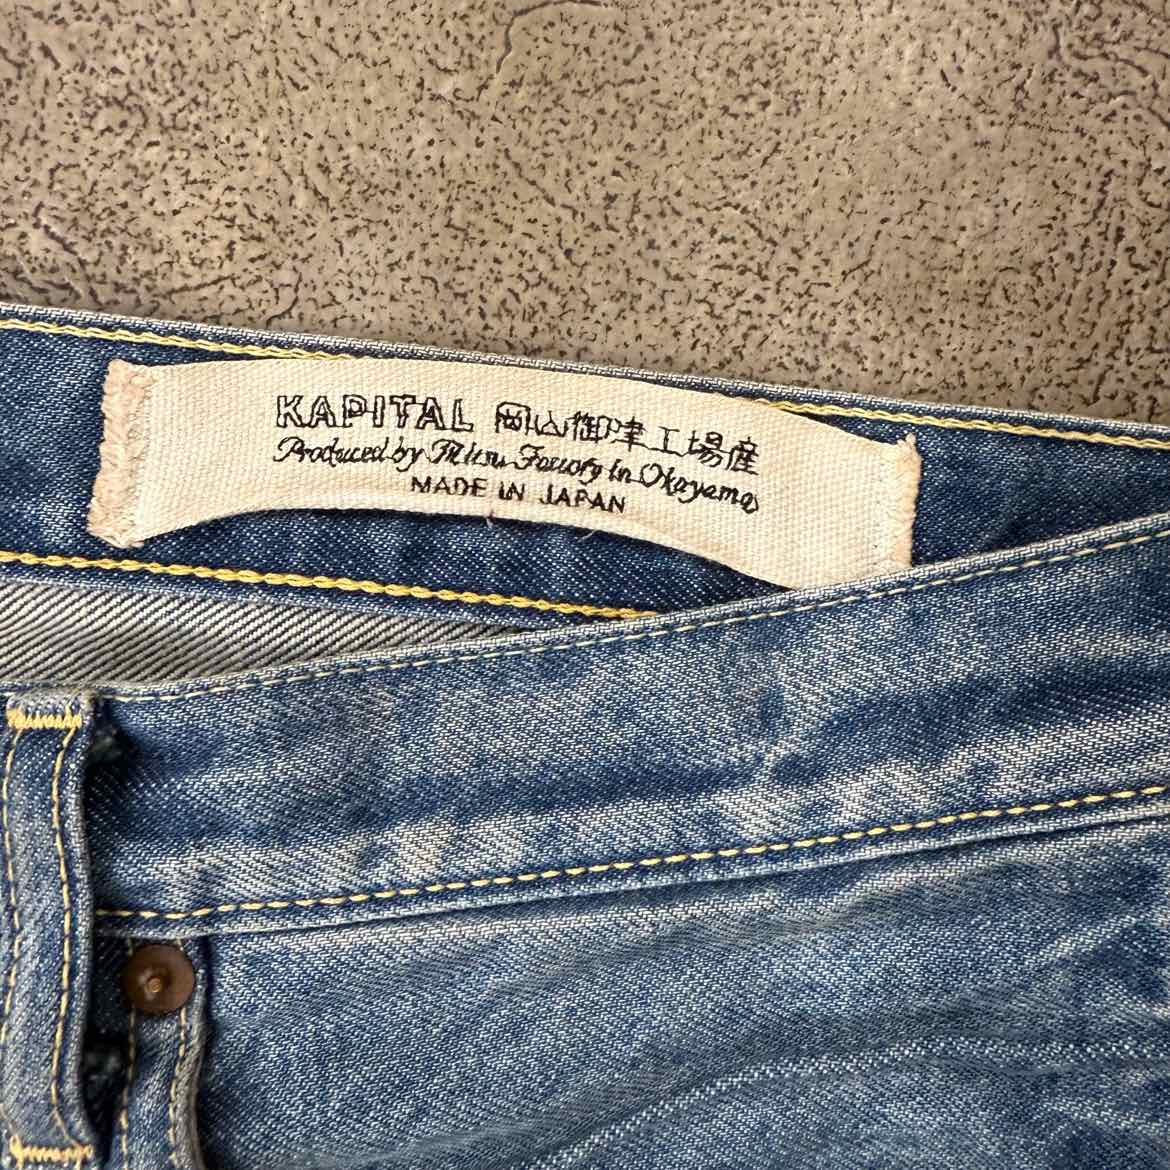 KAPITAL 岡山御津工場産
Produced by Mitsu Factory in Okayama
MADE IN JAPAN